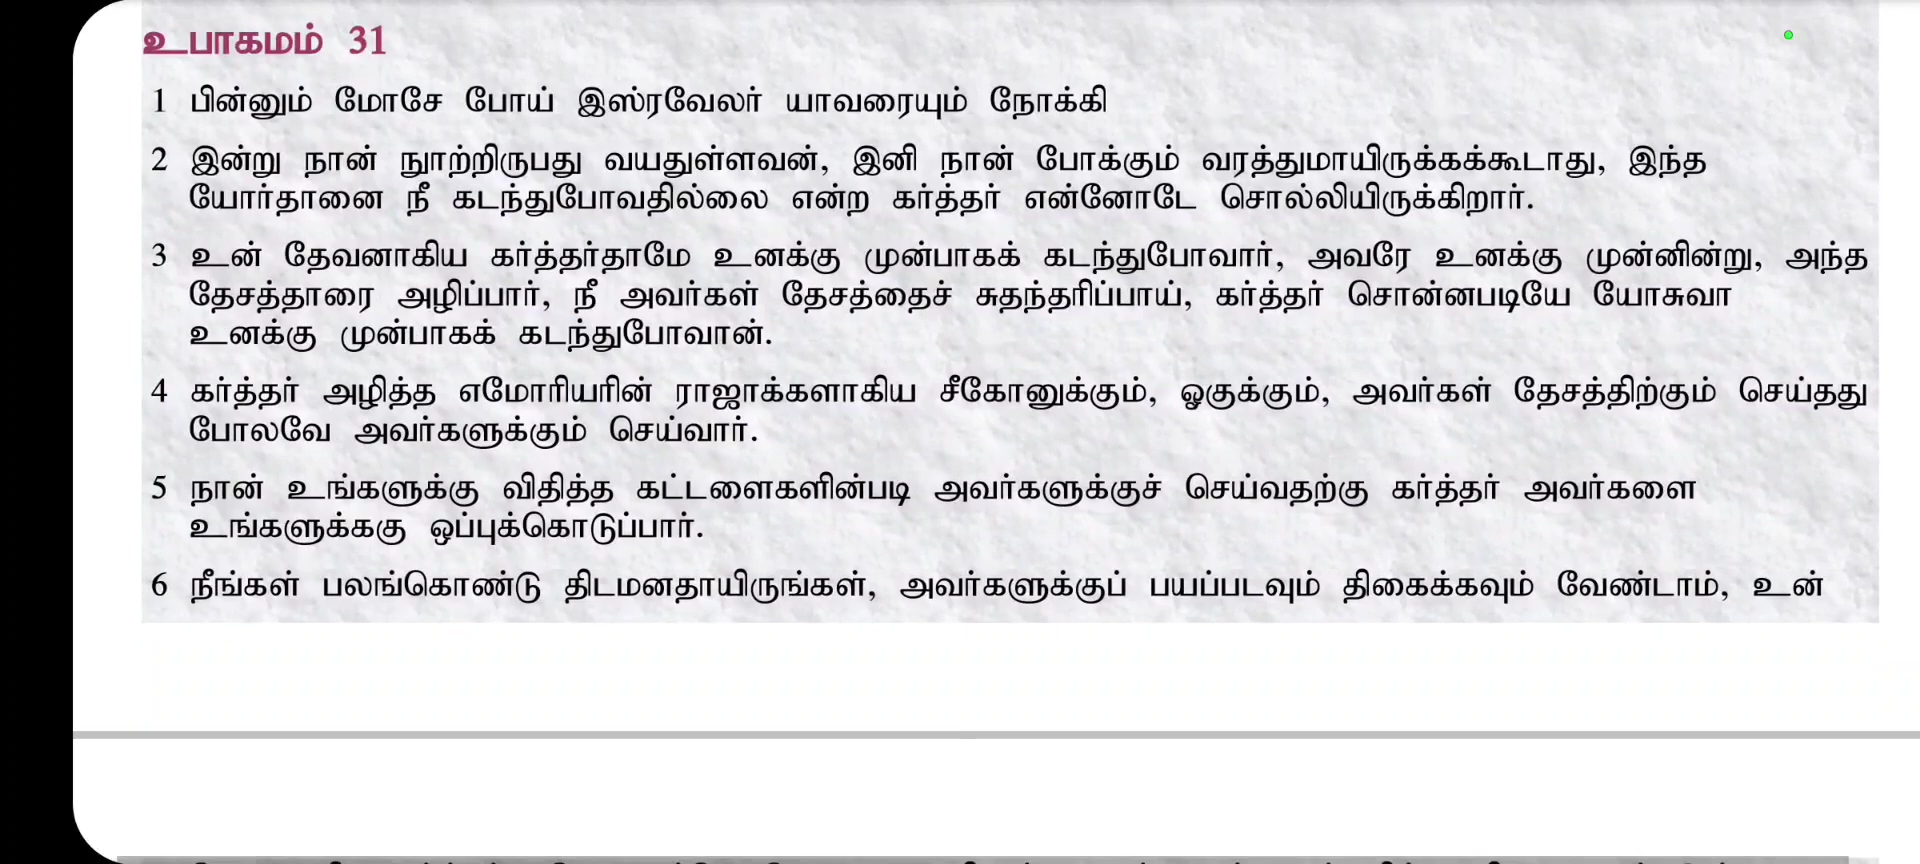 உபாகமம் 31
1 பின்னும் மோசே போய் இஸ்ரவேலர் யாவரையும் நோக்கி
2 இன்று நான் நுாற்றிருபது வயதுள்ளவன், இனி நான் போக்கும் வரத்துமாயிருக்கக்கூடாது, இந்த
யோர்தானை நீ கடந்துபோவதில்லை என்ற கர்த்தர் என்னோடே சொல்லியிருக்கிறார்.
3 உன் தேவனாகிய கர்த்தர்தாமே உனக்கு முன்பாகக் கடந்துபோவார், அவரே உனக்கு முன்னின்று, அந்த
தேசத்தாரை அழிப்பார், நீ அவர்கள் தேசத்தைச் சுதந்தரிப்பாய், கர்த்தர் சொன்னபடியே யோசுவா
உனக்கு முன்பாகக் கடந்துபோவான்.
4 கர்த்தர் அழித்த எமோரியரின் ராஜாக்களாகிய சீகோனுக்கும், ஓகுக்கும், அவர்கள் தேசத்திற்கும் செய்தது
போலவே அவர்களுக்கும் செய்வார்.
5 நான் உங்களுக்கு விதித்த கட்டளைகளின்படி அவர்களுக்குச் செய்வதற்கு கர்த்தர் அவர்களை
உங்களுக்ககு ஒப்புக்கொடுப்பார்.
6 நீங்கள் பலங்கொண்டு திடமனதாயிருங்கள், அவர்களுக்குப் பயப்படவும் திகைக்கவும் வேண்டாம், உன்